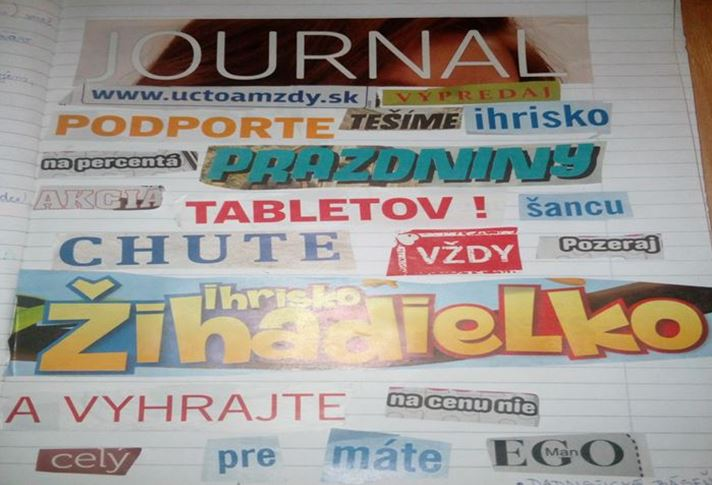 JOURNAL
www.uctoamzdy.sk VÝPREDAJ
PODPORTE TEŠÍME ihrisko
na percentá PRÁZDNINY
AKCIA TABLETOV ! šancu
CHUTE VŽDY Pozeraj
ihrisko
Žihadielko
A VYHRAJTE na cenu nie
celý pre máte EGO Man